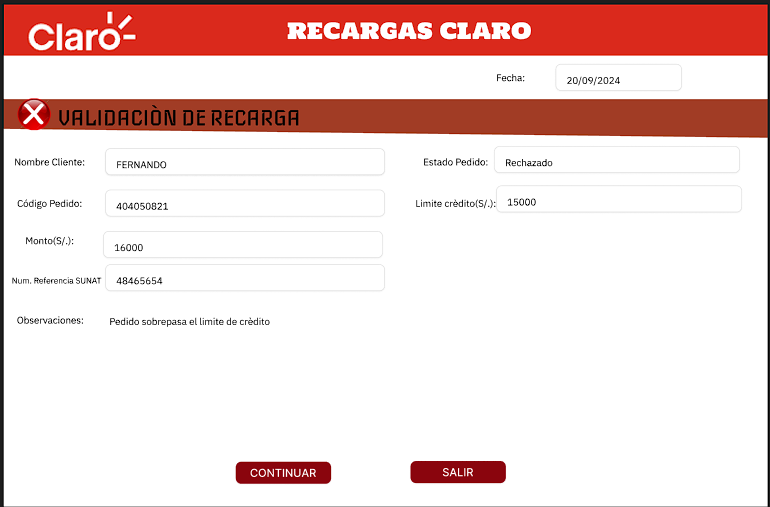 Claro
RECARGAS CLARO
Fecha: 20/09/2024
VALIDACIÒN DE RECARGA
Nombre Cliente: FERNANDO
Estado Pedido: Rechazado
Código Pedido: 404050821
Limite crèdito(S/.): 15000
Monto(S/.): 16000
Num. Referencia SUNAT 48465654
Observaciones: Pedido sobrepasa el limite de crèdito
CONTINUAR
SALIR